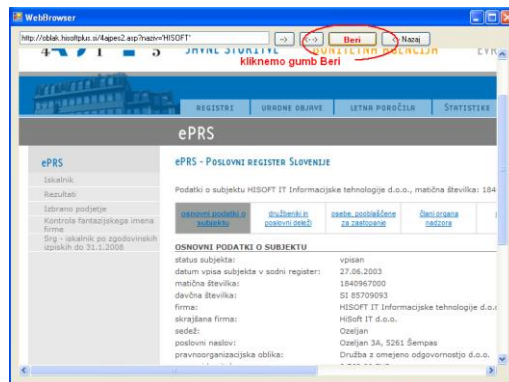 WebBrowser
http://oblak.hisoftplus.si/4ajpes2.asp?naziv='HISOFT'
->
(-->)
Beri
<- Nazaj
JAVNE STORITVE
BONITETNA AGENCIJA
EVR
kliknemo gumb Beri
REGISTRI
URADNE OBJAVE
LETNA POROČILA
STATISTIKE
ePRS
ePRS
Iskalnik
Rezultati
Izbrano podjetje
Kontrola fantazijskega imena
firme
Srg - iskalnik po zgodovinskih
izpiskih do 31.1.2008
ePRS - POSLOVNI REGISTER SLOVENIJE
Podatki o subjektu HISOFT IT Informacijske tehnologije d.o.o., matična številka: 184
osnovni podatki o
subjektu
družbeniki in
poslovni deleži
osebe, pooblaščene
za zastopanje
člani organa
nadzora
OSNOVNI PODATKI O SUBJEKTU
status subjekta: vpisan
datum vpisa subjekta v sodni register: 27.06.2003
matična številka: 1840967000
davčna številka: SI 85709093
firma: HISOFT IT Informacijske tehnologije d.o.
skrajšana firma: HiSoft IT d.o.o.
sedež: Ozeljan
poslovni naslov: Ozeljan 3A, 5261 Šempas
pravnoorganizacijska oblika: Družba z omejeno odgovornostjo d.o.o.